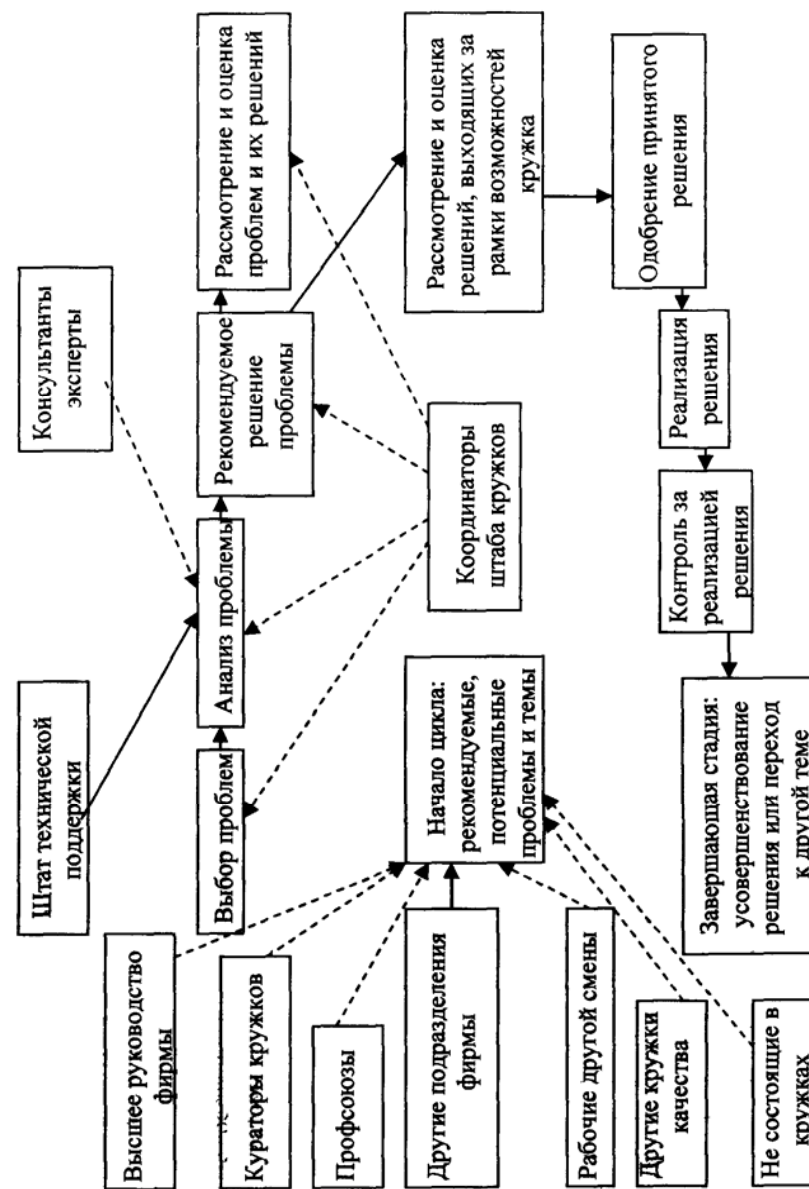 Штат технической
поддержки
Консультанты
эксперты
Высшее руководство
фирмы
Выбор проблем
Анализ проблемы
Рекомендуемое
решение
проблемы
Рассмотрение и оценка
проблем и их решений
Кураторы кружков
Профсоюзы
Другие подразделения
фирмы
Начало цикла:
рекомендуемые,
потенциальные
проблемы и темы
Координаторы
штаба кружков
Рассмотрение и оценка
решений, выходящих за
рамки возможностей
кружка
Рабочие другой смены
Другие кружки
качества
Не состоящие в
кружках
Завершающая стадия:
усовершенствование
решения или переход
к другой теме
Контроль за
реализацией
решения
Реализация
решения
Одобрение принятого
решения